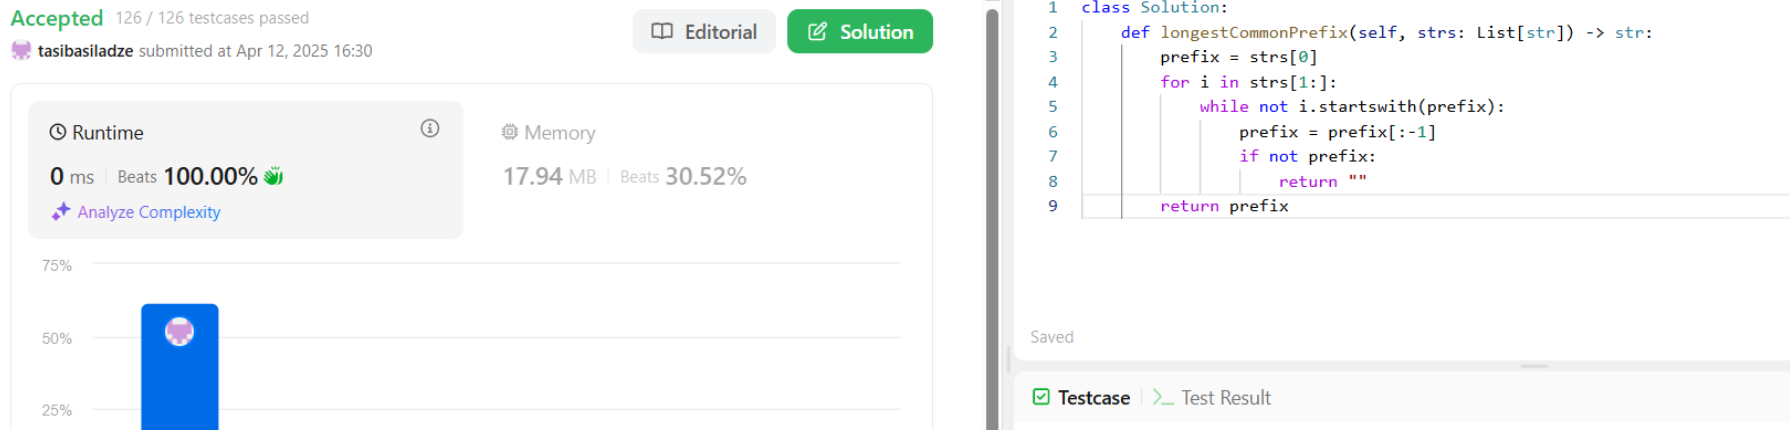 Accepted 126 / 126 testcases passed
tasibasiladze submitted at Apr 12, 2025 16:30
Editorial
Solution
Runtime
0 ms | Beats 100.00%
Analyze Complexity
Memory
17.94 MB | Beats 30.52%
75%
50%
25%
1 class Solution:
2     def longestCommonPrefix(self, strs: List[str]) -> str:
3         prefix = strs[0]
4         for i in strs[1:]:
5             while not i.startswith(prefix):
6                 prefix = prefix[:-1]
7                 if not prefix:
8                     return ""
9         return prefix
Saved
Testcase | >_ Test Result